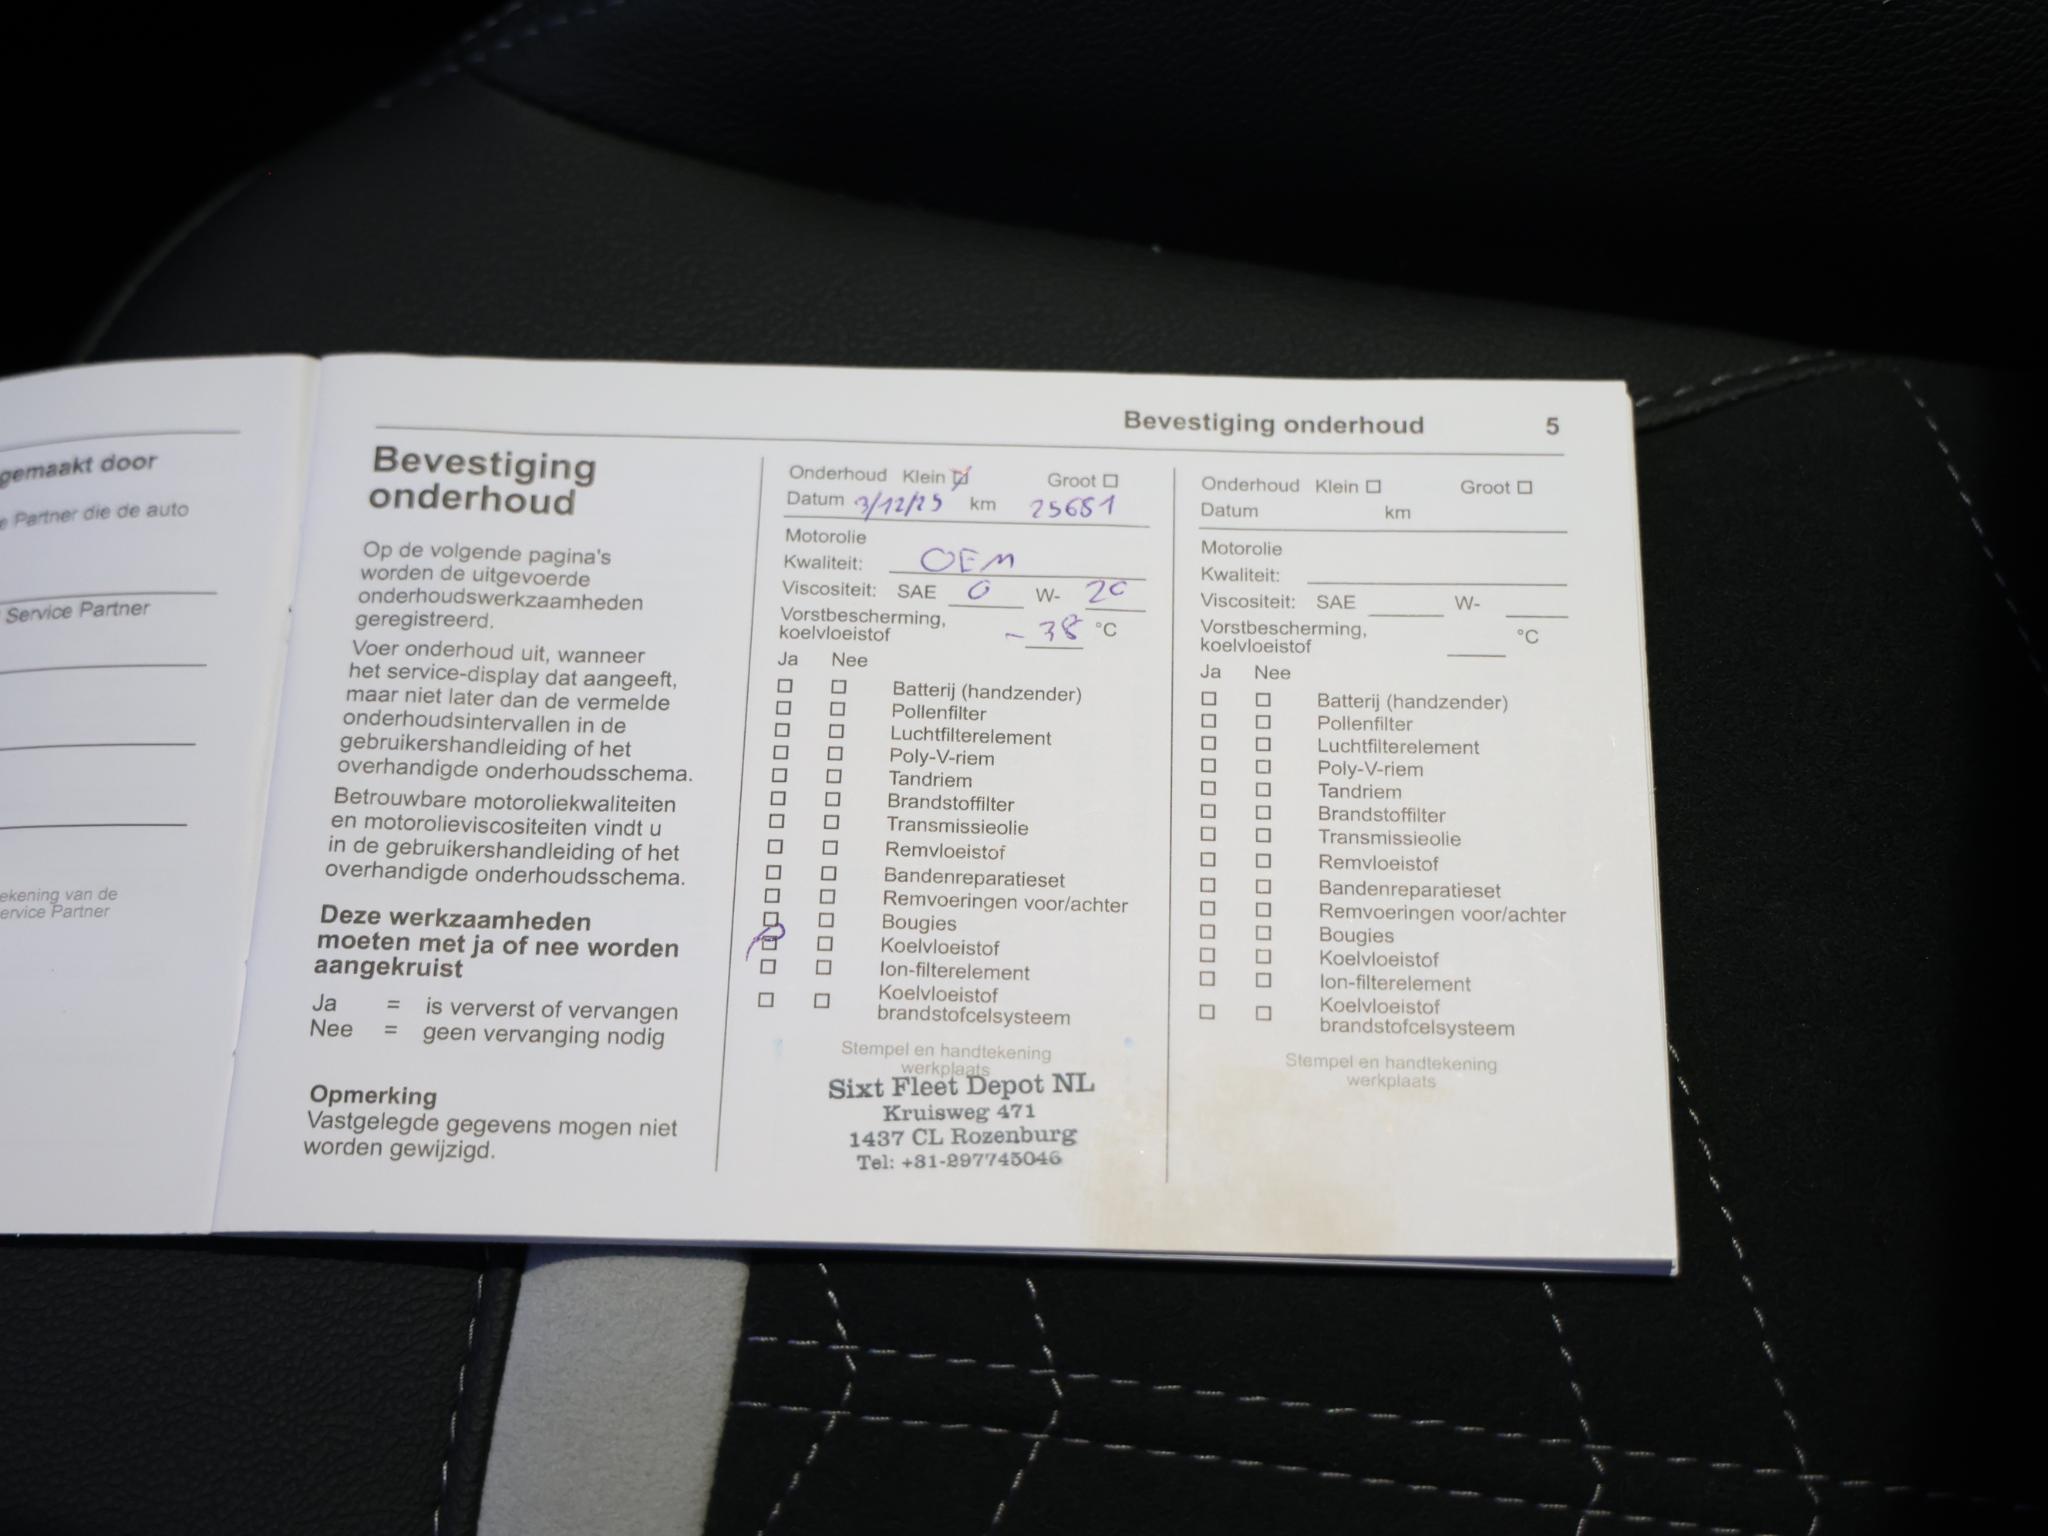 gemaakt door
e Partner die de auto
Service Partner
ekening van de
ervice Partner
Bevestiging onderhoud 5
Bevestiging
onderhoud
Op de volgende pagina's
worden de uitgevoerde
onderhoudswerkzaamheden
geregistreerd.
Voer onderhoud uit, wanneer
het service-display dat aangeeft,
maar niet later dan de vermelde
onderhoudsintervallen in de
gebruikershandleiding of het
overhandigde onderhoudsschema.
Betrouwbare motoroliekwaliteiten
en motorolieviscositeiten vindt u
in de gebruikershandleiding of het
overhandigde onderhoudsschema.
Deze werkzaamheden
moeten met ja of nee worden
aangekruist
Ja = is ververst of vervangen
Nee = geen vervanging nodig
Opmerking
Vastgelegde gegevens mogen niet
worden gewijzigd.
Onderhoud Klein Groot
Datum 3/12/25 km 25681
Motorolie
Kwaliteit: OEM
Viscositeit: SAE 0 W- 20
Vorstbescherming,
koelvloeistof -38 °C
Ja Nee
Batterij (handzender)
Pollenfilter
Luchtfilterelement
Poly-V-riem
Tandriem
Brandstoffilter
Transmissieolie
Remvloeistof
Bandenreparatieset
Remvoeringen voor/achter
Bougies
Koelvloeistof
Ion-filterelement
Koelvloeistof
brandstofcelsysteem
Stempel en handtekening
werkplaats
Sixt Fleet Depot NL
Kruisweg 471
1437 CL Rozenburg
Tel: +31-297745046
Onderhoud Klein Groot
Datum km
Motorolie
Kwaliteit:
Viscositeit: SAE W-
Vorstbescherming,
koelvloeistof °C
Ja Nee
Batterij (handzender)
Pollenfilter
Luchtfilterelement
Poly-V-riem
Tandriem
Brandstoffilter
Transmissieolie
Remvloeistof
Bandenreparatieset
Remvoeringen voor/achter
Bougies
Koelvloeistof
Ion-filterelement
Koelvloeistof
brandstofcelsysteem
Stempel en handtekening
werkplaats